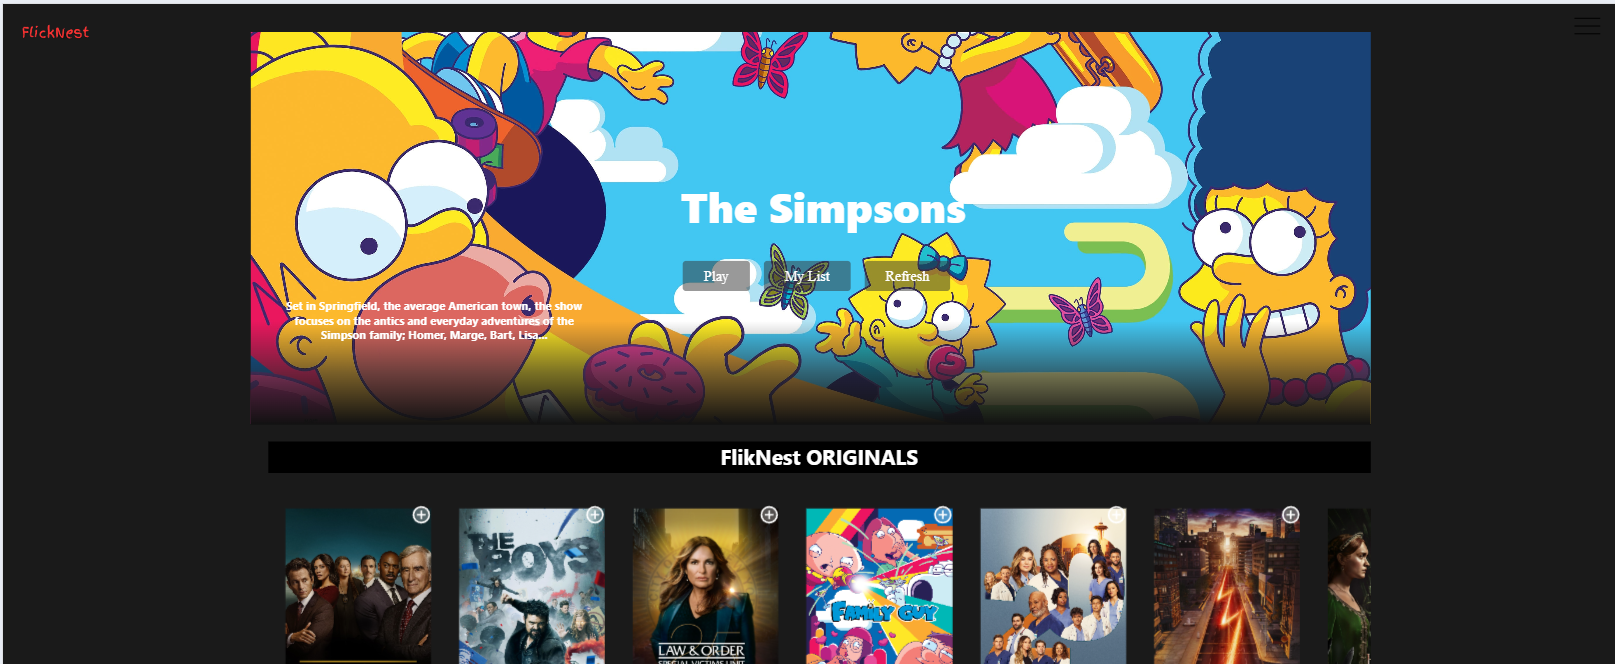 FlickNest
The Simpsons
Play
My List
Refresh
Set in Springfield, the average American town, the show
focuses on the antics and everyday adventures of the
Simpson family; Homer, Marge, Bart, Lisa...
FlikNest ORIGINALS
THE
BOYS
25
LAW & ORDER
SPECIAL VICTIMS UNIT
FAMILY GUY